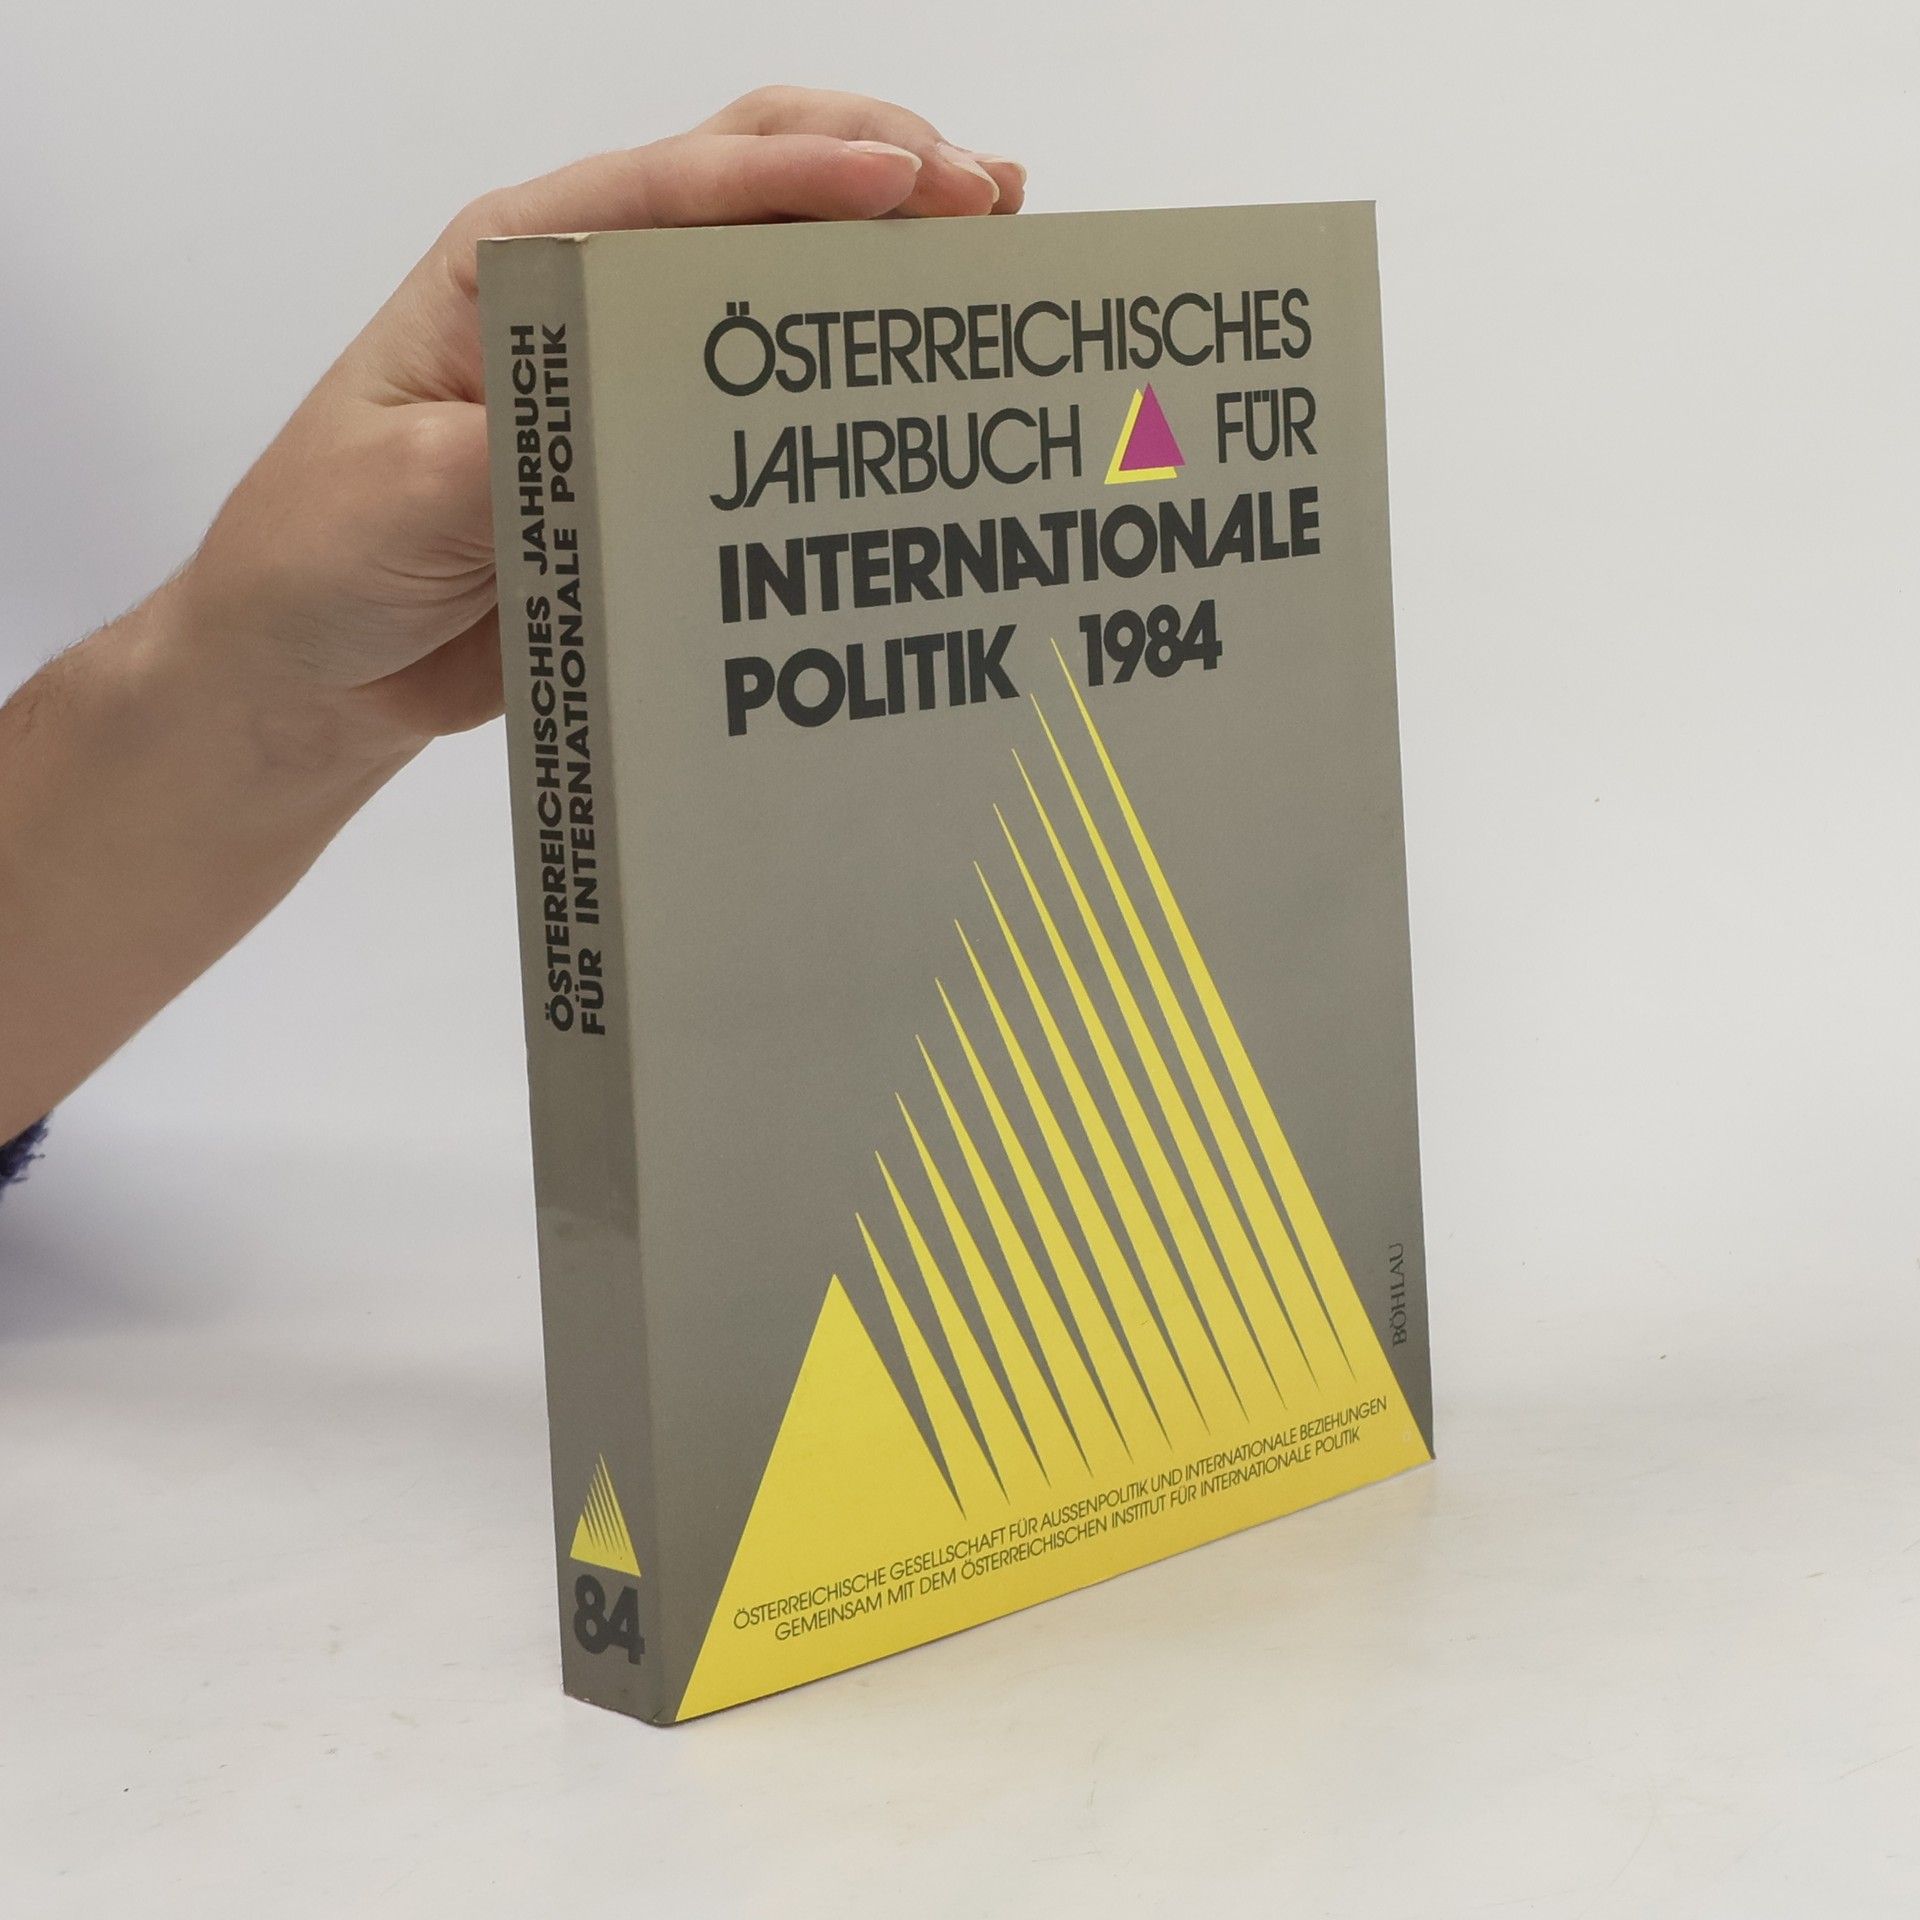 ÖSTERREICHISCHES JAHRBUCH
FÜR INTERNATIONALE POLITIK
84
ÖSTERREICHISCHES
JAHRBUCH FÜR
INTERNATIONALE
POLITIK 1984
BÖHLAU
ÖSTERREICHISCHE GESELLSCHAFT FÜR AUSSENPOLITIK UND INTERNATIONALE BEZIEHUNGEN
GEMEINSAM MIT DEM ÖSTERREICHISCHEN INSTITUT FÜR INTERNATIONALE POLITIK